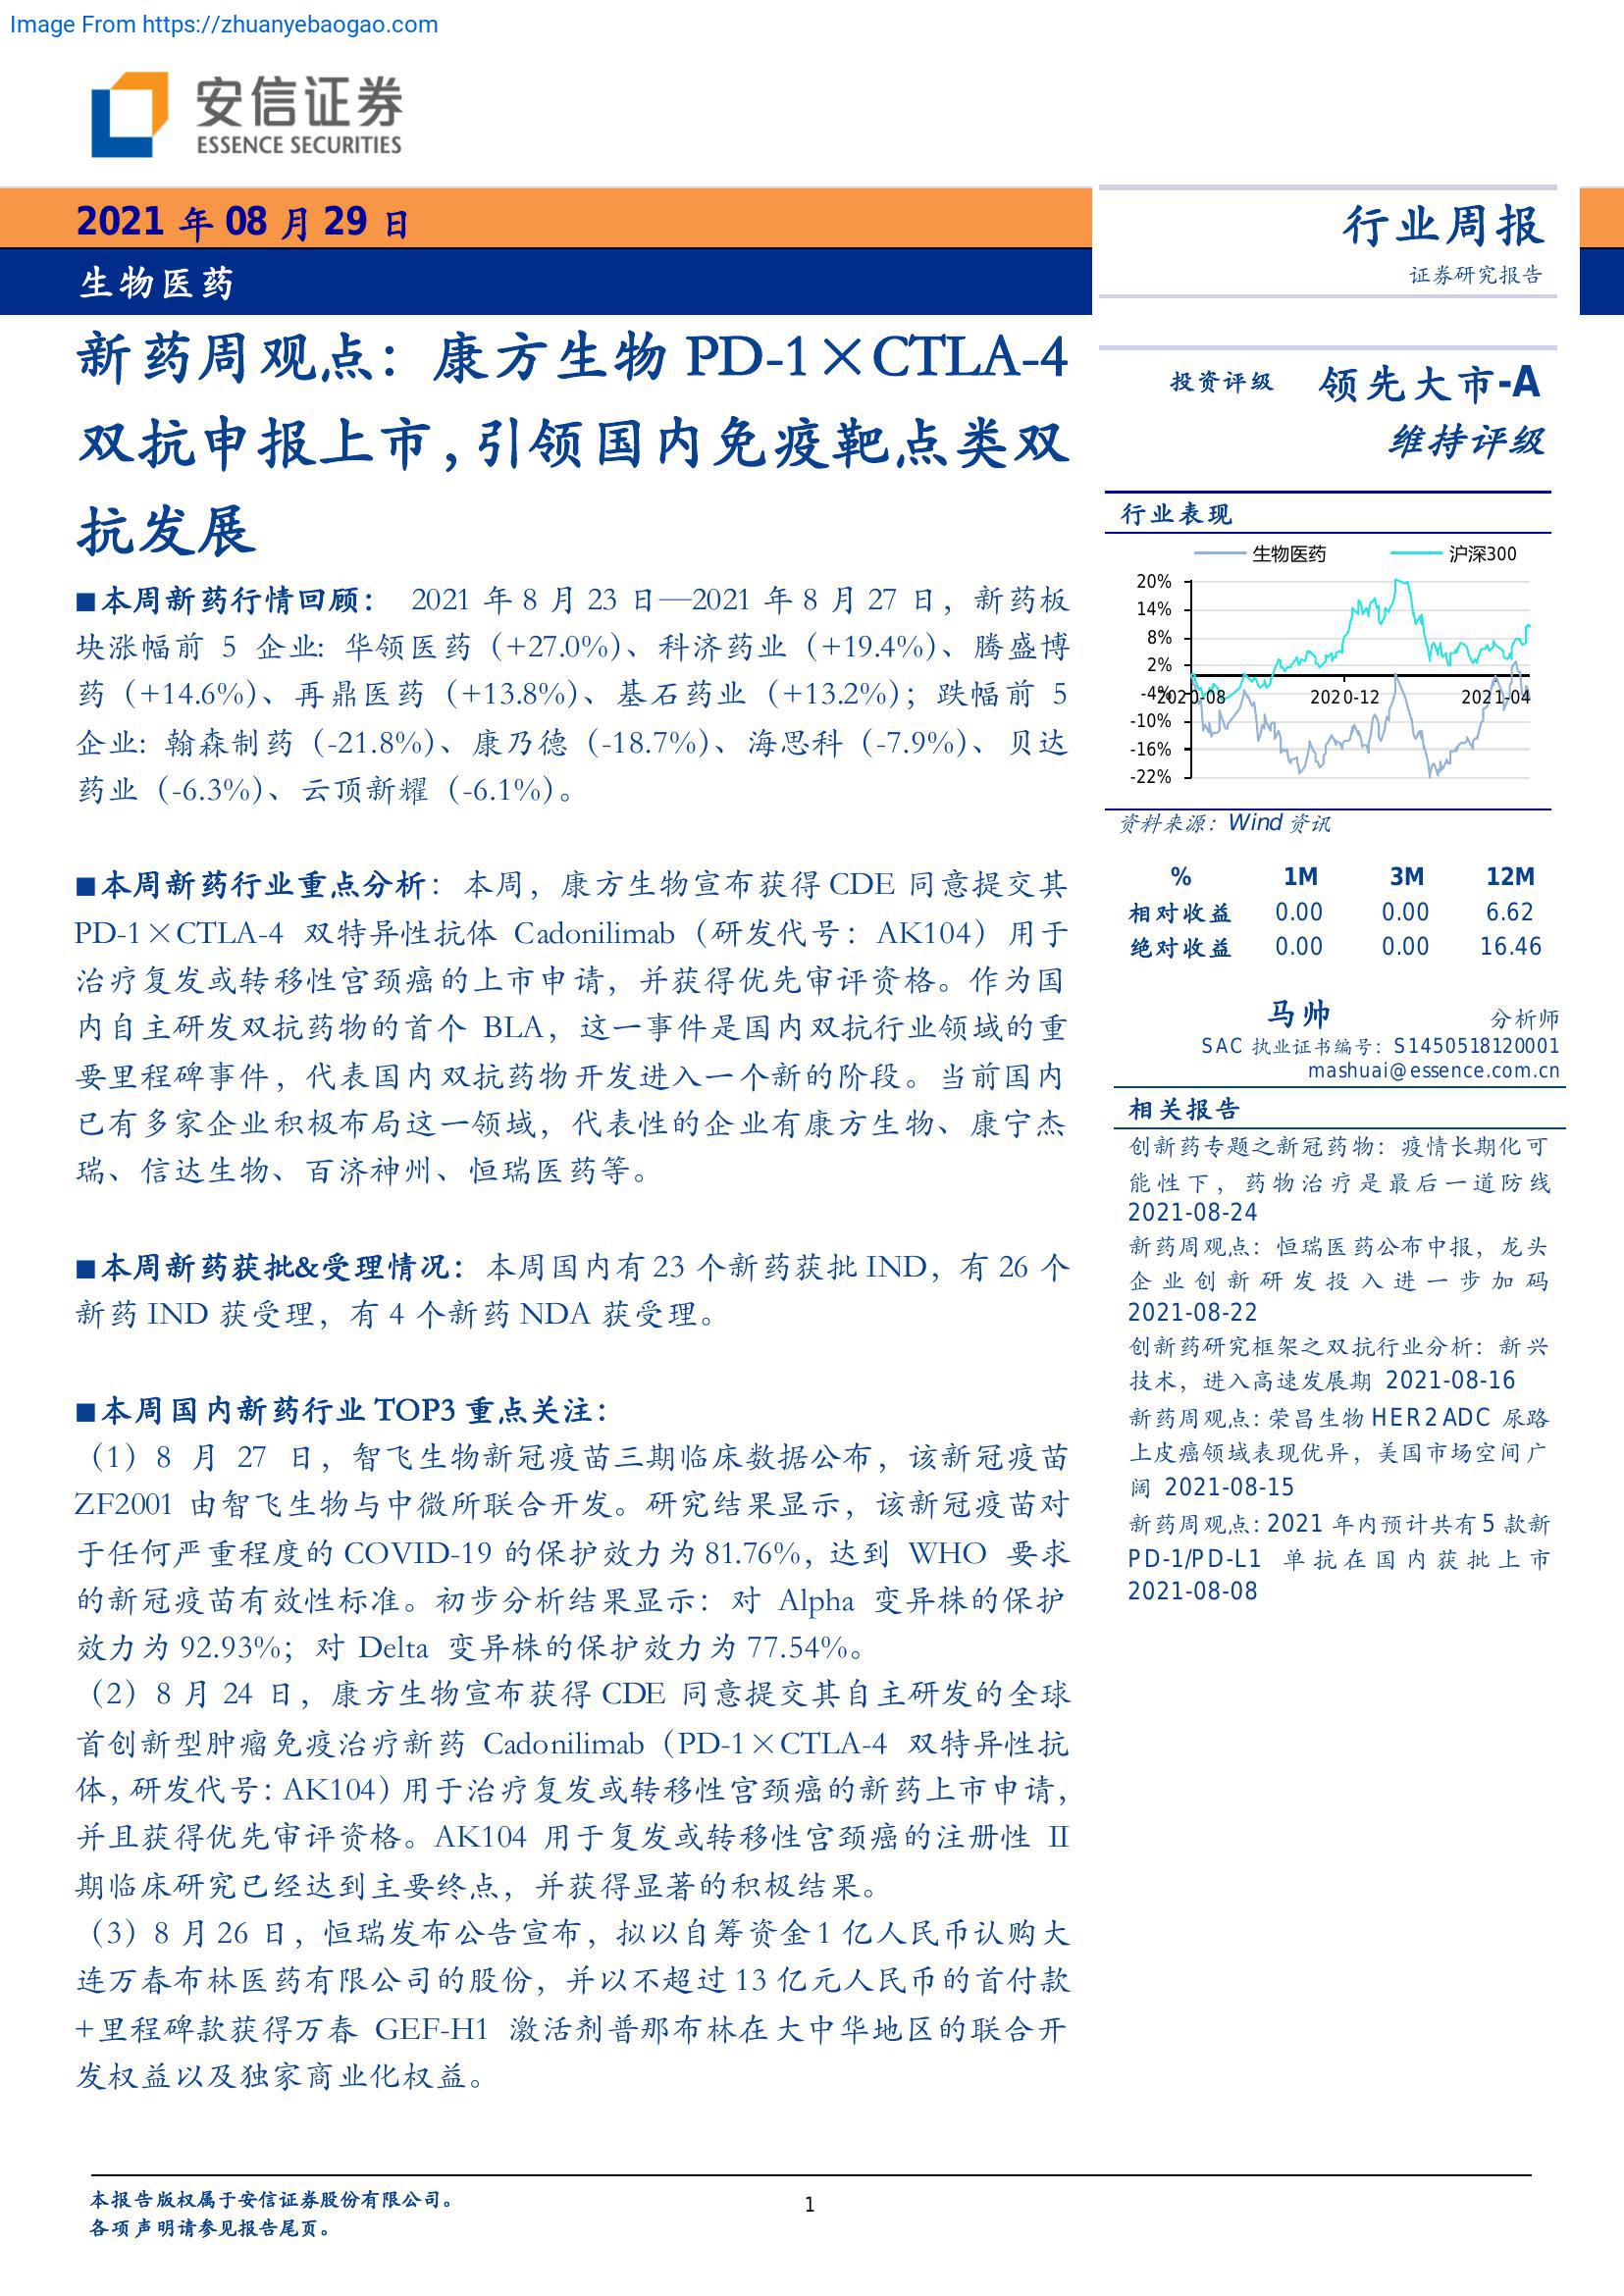 Image From https://zhuanyebaogao.com
安信证券
ESSENCE SECURITIES
2021 年 08 月 29 日
生物医药
行业周报
证券研究报告
新药周观点：康方生物 PD-1×CTLA-4
双抗申报上市，引领国内免疫靶点类双
抗发展
■本周新药行情回顾： 2021 年 8 月 23 日—2021 年 8 月 27 日，新药板
块涨幅前 5 企业：华领医药（+27.0%）、科济药业（+19.4%）、腾盛博
药（+14.6%）、再鼎医药（+13.8%）、基石药业（+13.2%）；跌幅前 5
企业：翰森制药（-21.8%）、康乃德（-18.7%）、海思科（-7.9%）、贝达
药业（-6.3%）、云顶新耀（-6.1%）。
■本周新药行业重点分析：本周，康方生物宣布获得 CDE 同意提交其
PD-1×CTLA-4 双特异性抗体 Cadonilimab（研发代号：AK104）用于
治疗复发或转移性宫颈癌的上市申请，并获得优先审评资格。作为国
内自主研发双抗药物的首个 BLA，这一事件是国内双抗行业领域的重
要里程碑事件，代表国内双抗药物开发进入一个新的阶段。当前国内
已有多家企业积极布局这一领域，代表性的企业有康方生物、康宁杰
瑞、信达生物、百济神州、恒瑞医药等。
■本周新药获批&受理情况：本周国内有 23 个新药获批 IND，有 26 个
新药 IND 获受理，有 4 个新药 NDA 获受理。
■本周国内新药行业 TOP3 重点关注：
（1）8 月 27 日，智飞生物新冠疫苗三期临床数据公布，该新冠疫苗
ZF2001 由智飞生物与中微所联合开发。研究结果显示，该新冠疫苗对
于任何严重程度的 COVID-19 的保护效力为 81.76%，达到 WHO 要求
的新冠疫苗有效性标准。初步分析结果显示：对 Alpha 变异株的保护
效力为 92.93%；对 Delta 变异株的保护效力为 77.54%。
（2）8 月 24 日，康方生物宣布获得 CDE 同意提交其自主研发的全球
首创新型肿瘤免疫治疗新药 Cadonilimab（PD-1×CTLA-4 双特异性抗
体，研发代号：AK104）用于治疗复发或转移性宫颈癌的新药上市申请，
并且获得优先审评资格。AK104 用于复发或转移性宫颈癌的注册性 II
期临床研究已经达到主要终点，并获得显著的积极结果。
（3）8 月 26 日，恒瑞发布公告宣布，拟以自筹资金 1 亿人民币认购大
连万春布林医药有限公司的股份，并以不超过 13 亿元人民币的首付款
+里程碑款获得万春 GEF-H1 激活剂普那布林在大中华地区的联合开
发权益以及独家商业化权益。
投资评级 领先大市-A
维持评级
行业表现
生物医药 沪深300
20%
14%
8%
2%
-4%
-10%
-16%
-22%
2020-08 2020-12 2021-04
资料来源：Wind 资讯
% 1M 3M 12M
相对收益 0.00 0.00 6.62
绝对收益 0.00 0.00 16.46
马帅 分析师
SAC 执业证书编号：S1450518120001
mashuai@essence.com.cn
相关报告
创新药专题之新冠药物：疫情长期化可
能性下，药物治疗是最后一道防线
2021-08-24
新药周观点：恒瑞医药公布中报，龙头
企业创新研发投入进一步加码
2021-08-22
创新药研究框架之双抗行业分析：新兴
技术，进入高速发展期 2021-08-16
新药周观点：荣昌生物 HER2 ADC 尿路
上皮癌领域表现优异，美国市场空间广
阔 2021-08-15
新药周观点：2021 年内预计共有 5 款新
PD-1/PD-L1 单抗在国内获批上市
2021-08-08
本报告版权属于安信证券股份有限公司。
各项声明请参见报告尾页。
1